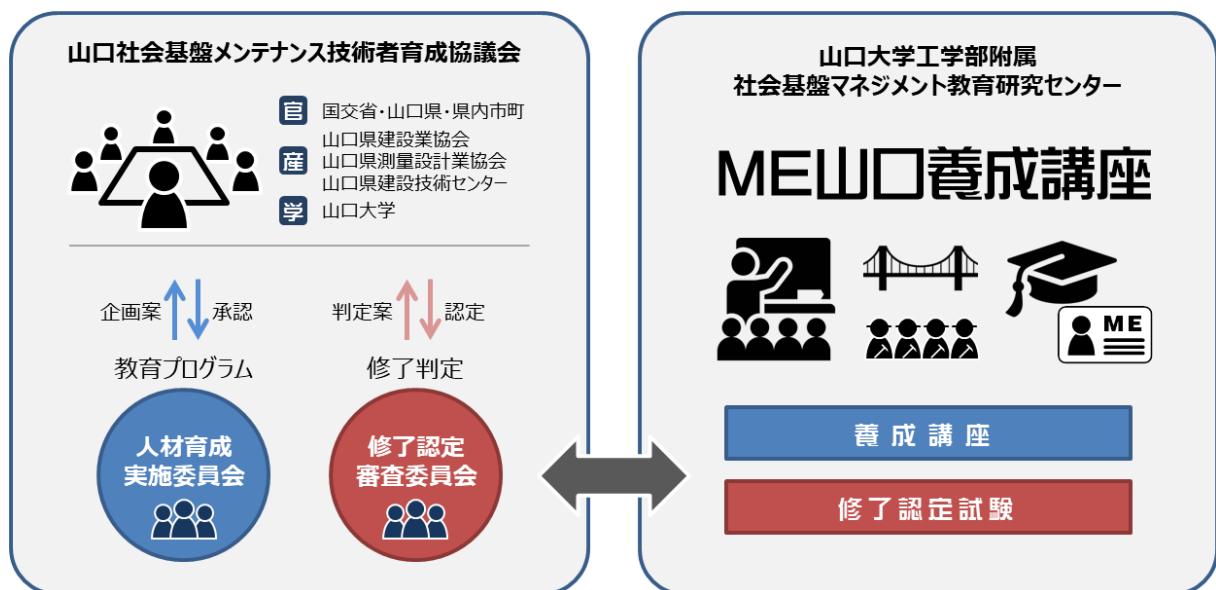 山口社会基盤メンテナンス技術者育成協議会
官 国交省・山口県・県内市町
山口県建設業協会
産 山口県測量設計業協会
山口県建設技術センター
学 山口大学
企画案 承認
判定案 認定
教育プログラム
修了判定
人材育成
実施委員会
修了認定
審査委員会
山口大学工学部附属
社会基盤マネジメント教育研究センター
ME山口養成講座
ME
養成講座
修了認定試験